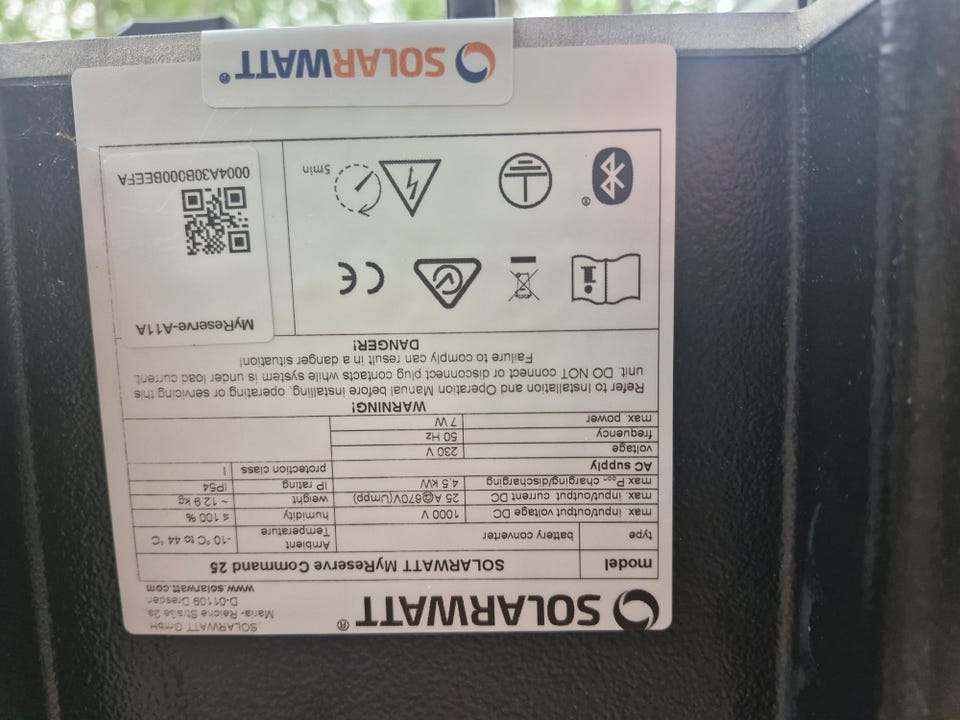 SOLARWATT®
SOLARWATT GmbH
Maria-Reiche Straße 2a
D-01109 Dresden
www.solarwatt.com
model SOLARWATT MyReserve Command 25
type battery converter Ambient Temperature -10 °C to 44 °C
max input/output voltage DC 1000 V humidity ≤ 100 %
max input/output current DC 25 A@670V(Umpp) weight ~ 12.9 kg
max Pcon charging/discharging 4.5 kW IP rating IP54
AC supply protection class I
voltage 230 V
frequency 50 Hz
max power 7 W
WARNING!
Refer to Installation and Operation Manual before installing, operating or servicing this
unit. DO NOT connect or disconnect plug contacts while system is under load current.
Failure to comply can result in a danger situation!
DANGER!
i
CE
MyReserve-A11A
®
5min
0004A30B000BEEFA
SOLARWATT®